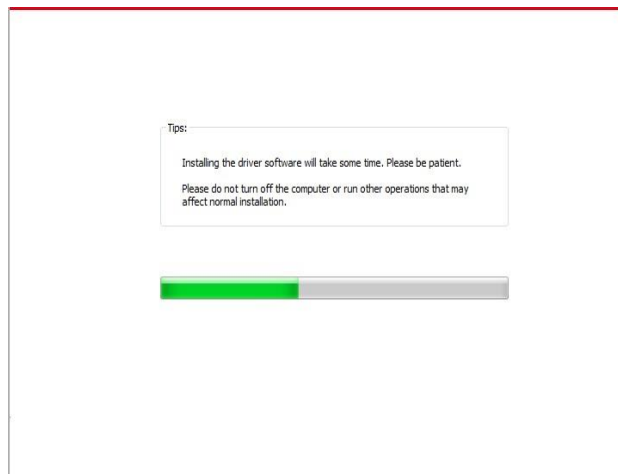 Tips:
Installing the driver software will take some time. Please be patient.
Please do not turn off the computer or run other operations that may
affect normal installation.